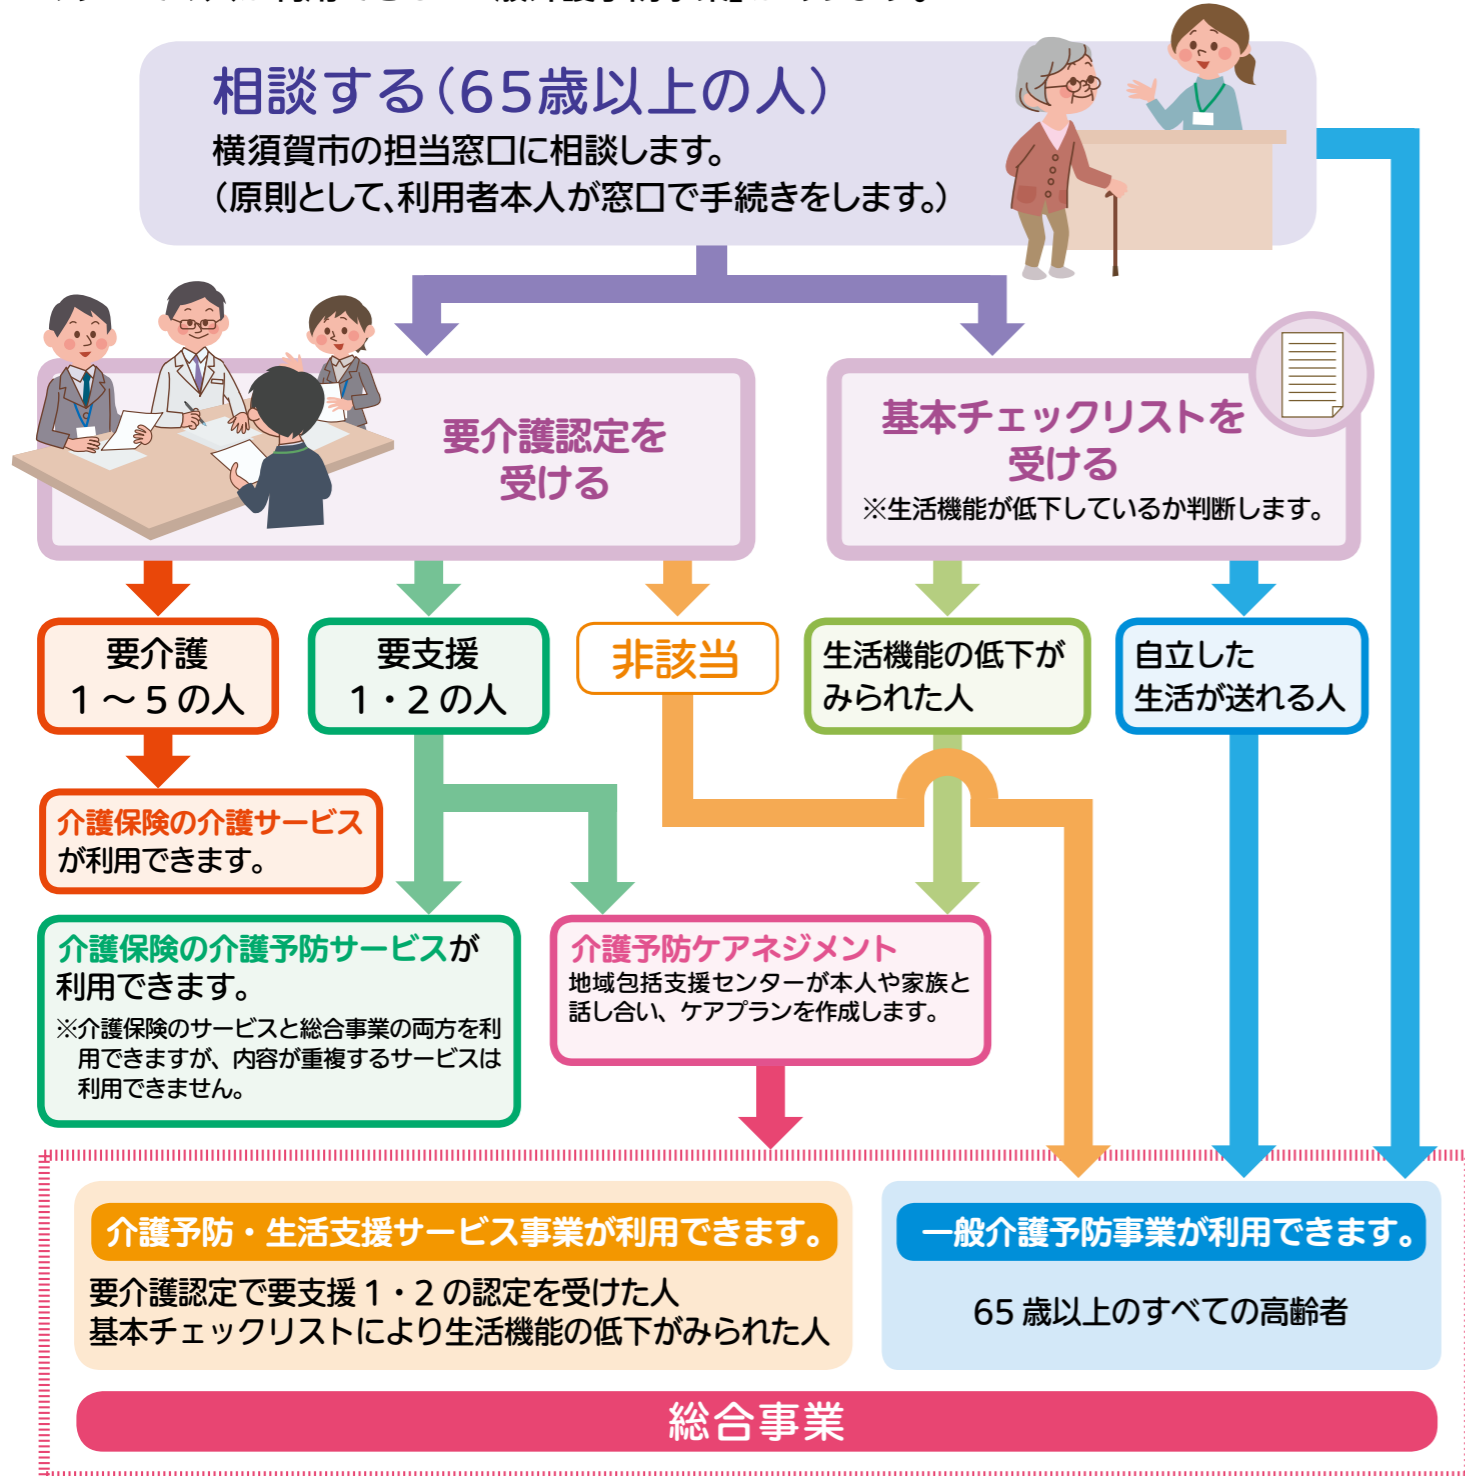 相談する（65歳以上の人）
横須賀市の担当窓口に相談します。
（原則として、利用者本人が窓口で手続きをします。）
要介護認定を
受ける
基本チェックリストを
受ける
※生活機能が低下しているか判断します。
要介護
1～5の人
要支援
1・2の人
非該当
生活機能の低下が
みられた人
自立した
生活が送れる人
介護保険の介護サービス
が利用できます。
介護保険の介護予防サービスが
利用できます。
※介護保険のサービスと総合事業の両方を利
用できますが、内容が重複するサービスは
利用できません。
介護予防ケアネジメント
地域包括支援センターが本人や家族と
話し合い、ケアプランを作成します。
介護予防・生活支援サービス事業が利用できます。
要介護認定で要支援1・2の認定を受けた人
基本チェックリストにより生活機能の低下がみられた人
一般介護予防事業が利用できます。
65歳以上のすべての高齢者
総合事業